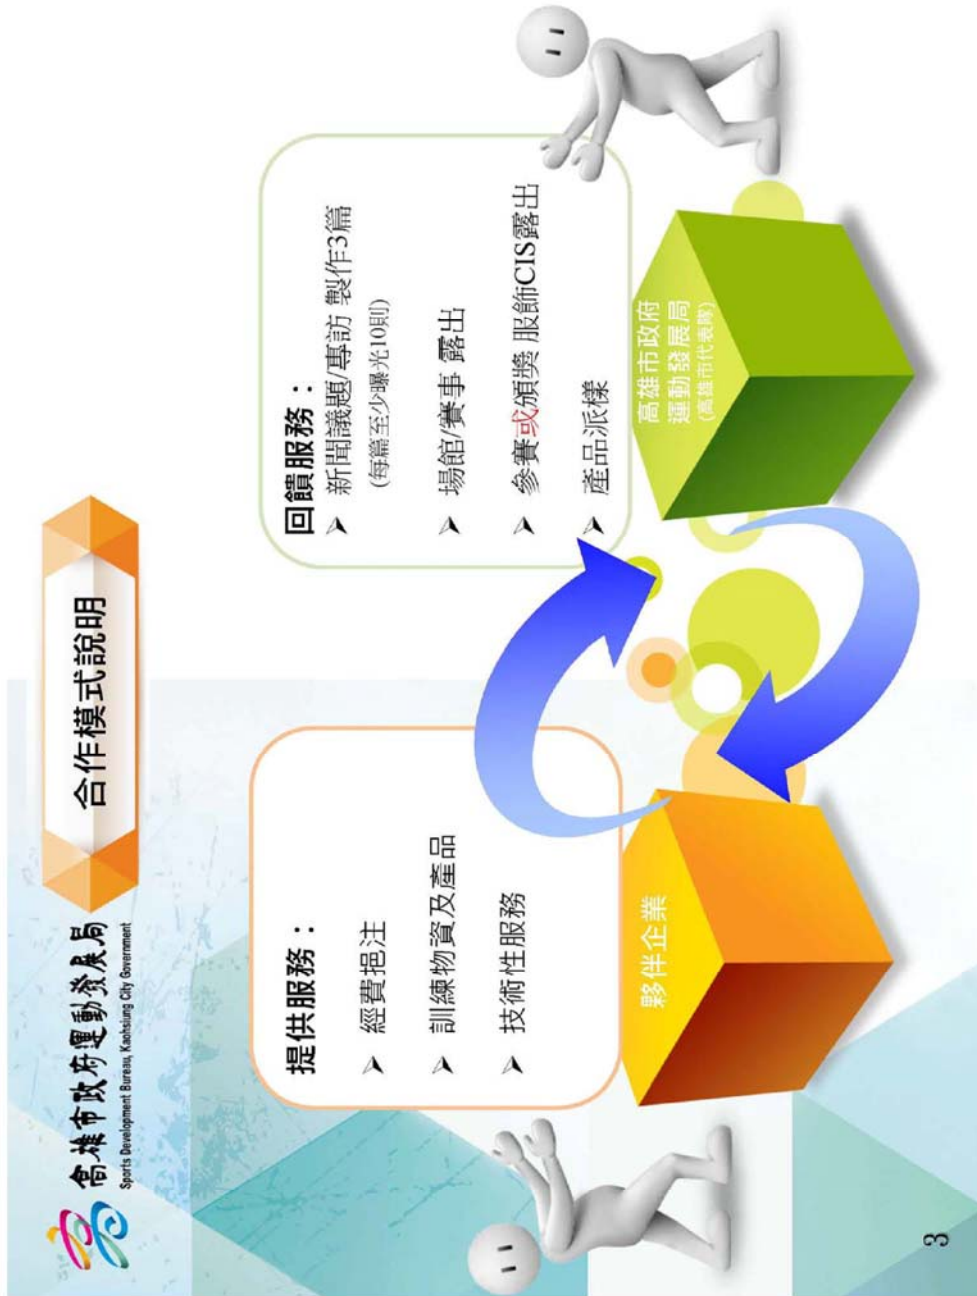 高雄市政府運動發展局
Sports Development Bureau, Kaohsiung City Government
合作模式說明
提供服務：
➤ 經費挹注
➤ 訓練物資及產品
➤ 技術性服務
夥伴企業
回饋服務：
➤ 新聞議題/專訪 製作3篇
(每篇至少曝光10則)
➤ 場館/賽事 露出
➤ 參賽或頒獎 服飾CIS露出
➤ 產品派樣
高雄市政府
運動發展局
(高雄市代表隊)
3